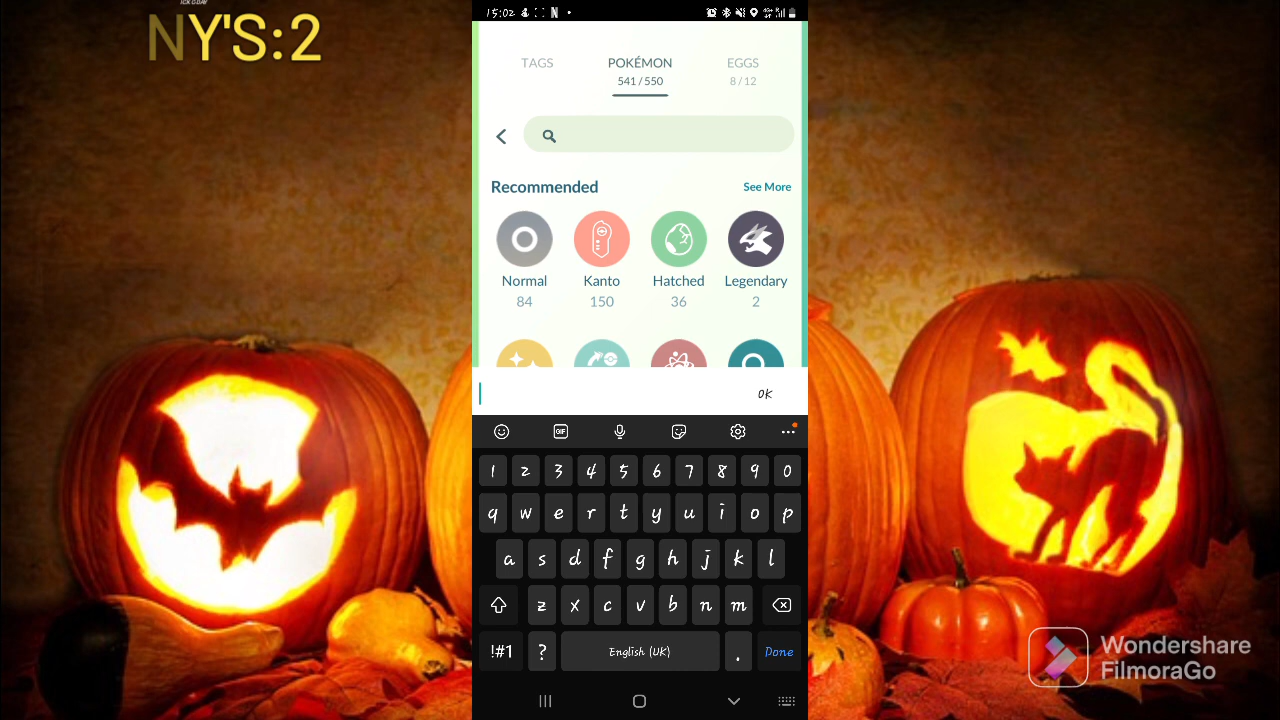 NY'S:2
15:02
TAGS POKÉMON EGGS
541 / 550 8 / 12
Recommended See More
Normal Kanto Hatched Legendary
84 150 36 2
OK
GIF
1 2 3 4 5 6 7 8 9 0
q w e r t y u i o p
a s d f g h j k l
z x c v b n m
!#1 ? English (UK) . Done
Wondershare
FilmoraGo